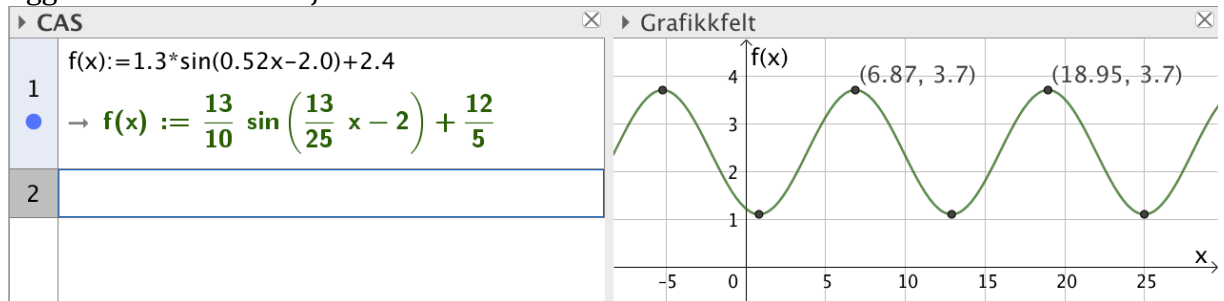 CAS
Grafikkfelt
1
f(x):=1.3*sin(0.52x−2.0)+2.4
→ f(x) := 13/10 sin(13/25 x − 2) + 12/5
2
f(x)
4
(6.87, 3.7)
(18.95, 3.7)
3
2
1
x
−5
0
5
10
15
20
25